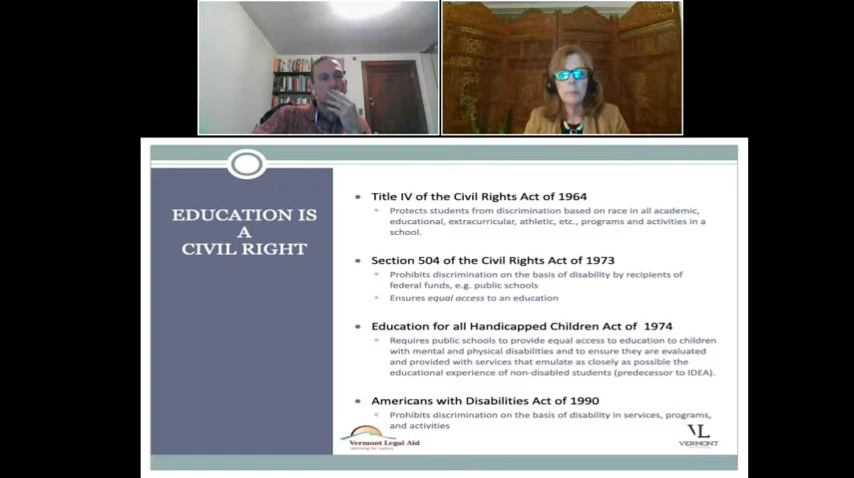 EDUCATION IS
A
CIVIL RIGHT
Title IV of the Civil Rights Act of 1964
Protects students from discrimination based on race in all academic,
educational, extracurricular, athletic, etc., programs and activities in a
school.
Section 504 of the Civil Rights Act of 1973
Prohibits discrimination on the basis of disability by recipients of
federal funds, e.g. public schools
Ensures equal access to an education
Education for all Handicapped Children Act of 1974
Requires public schools to provide equal access to education to children
with mental and physical disabilities and to ensure they are evaluated
and provided with services that emulate as closely as possible the
educational experience of non-disabled students (predecessor to IDEA).
Americans with Disabilities Act of 1990
Prohibits discrimination on the basis of disability in services, programs,
and activities
Vermont Legal Aid
Working for Justice
VL
VERMONT